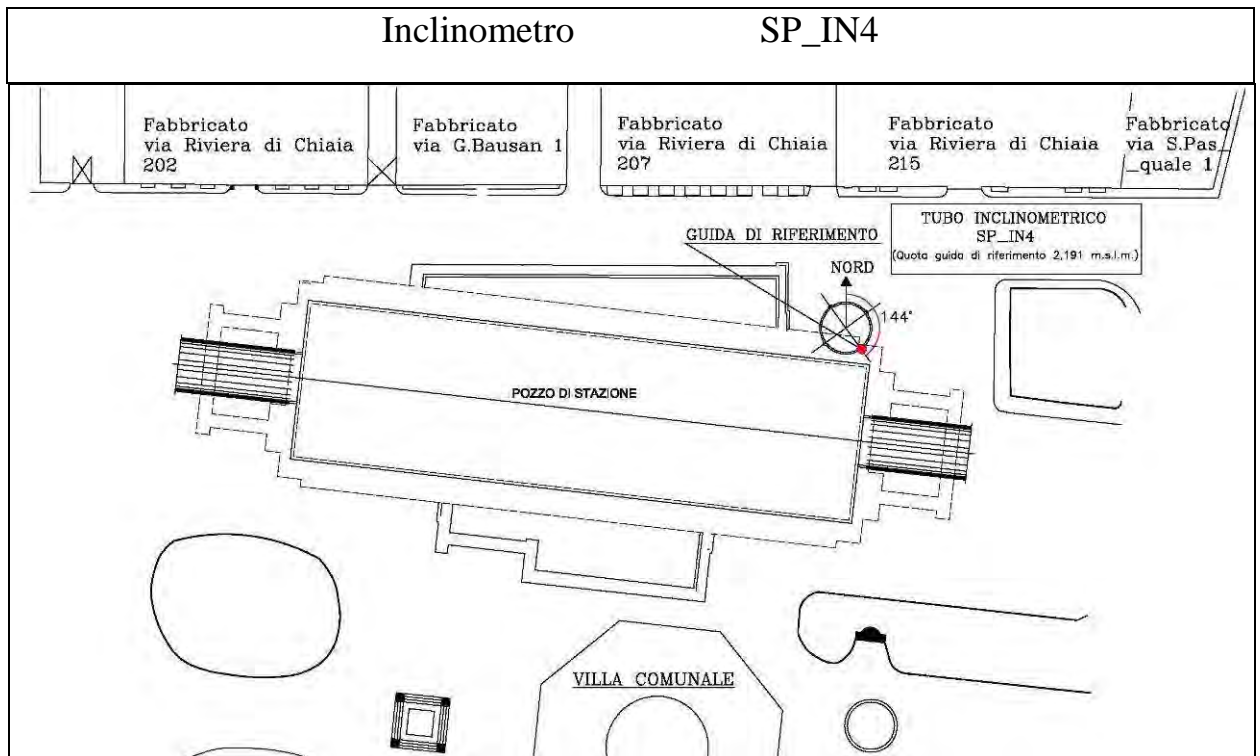 Inclinometro SP_IN4
Fabbricato
via Riviera di Chiaia
202
Fabbricato
via G.Bausan 1
Fabbricato
via Riviera di Chiaia
207
Fabbricato
via Riviera di Chiaia
215
Fabbricato
via S.Pas_
_quale 1
TUBO INCLINOMETRICO
SP_IN4
(Quota guida di riferimento 2,191 m.s.l.m.)
GUIDA DI RIFERIMENTO
NORD
144°
POZZO DI STAZIONE
VILLA COMUNALE